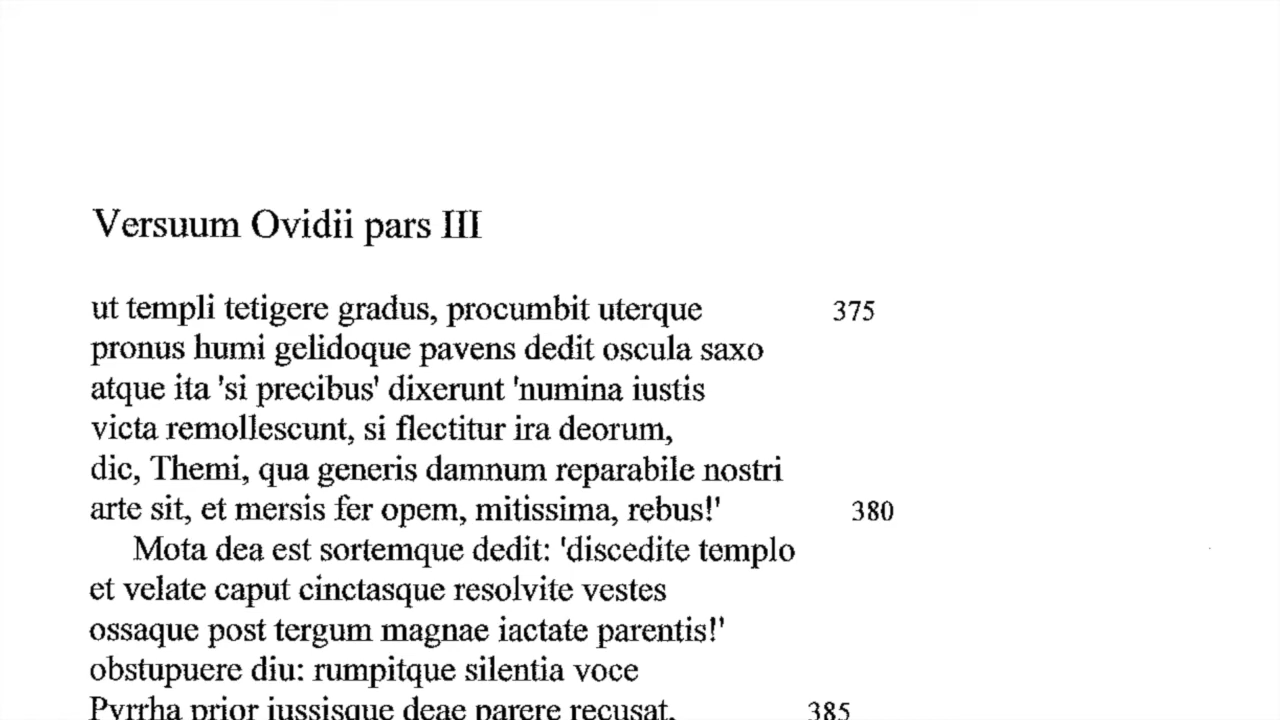 Versuum Ovidii pars III
ut templi tetigere gradus, procumbit uterque 375
pronus humi gelidoque pavens dedit oscula saxo
atque ita 'si precibus' dixerunt 'numina iustis
victa remollescunt, si flectitur ira deorum,
dic, Themi, qua generis damnum reparabile nostri
arte sit, et mersis fer opem, mitissima, rebus!' 380
Mota dea est sortemque dedit: 'discedite templo
et velate caput cinctasque resolvite vestes
ossaque post tergum magnae iactate parentis!'
obstupuere diu: rumpitque silentia voce
Pyrrha prior iussisque deae parere recusat, 385